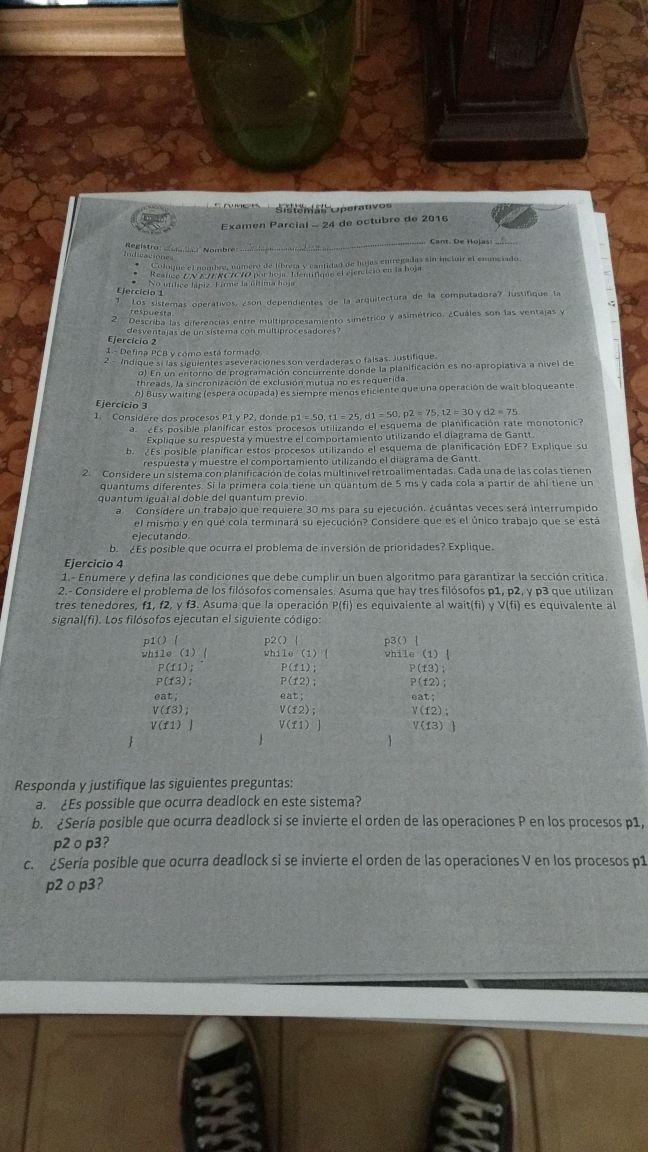 Sistemas Operativos
Examen Parcial – 24 de octubre de 2016
Registro: Nombre: Cant. De Hojas:
Indicaciones
• Coloque el nombre, número de libreta y cantidad de hojas entregadas sin incluir el enunciado.
• Realice UN EJERCICIO por hoja. Identifique el ejercicio en la hoja
• No utilice lápiz. Firme la última hoja
Ejercicio 1
1. Los sistemas operativos, ¿son dependientes de la arquitectura de la computadora? Justifique la
respuesta.
2. Describa las diferencias entre multiprocesamiento simétrico y asimétrico. ¿Cuáles son las ventajas y
desventajas de un sistema con multiprocesadores?
Ejercicio 2
1.- Defina PCB y cómo está formado.
2.- Indique si las siguientes aseveraciones son verdaderas o falsas. Justifique.
a) En un entorno de programación concurrente donde la planificación es no-apropiativa a nivel de
threads, la sincronización de exclusión mutua no es requerida.
b) Busy waiting (espera ocupada) es siempre menos eficiente que una operación de wait bloqueante.
Ejercicio 3
1. Considere dos procesos P1 y P2, donde p1 = 50, t1 = 25, d1 = 50, p2 = 75, t2 = 30 y d2 = 75.
a. ¿Es posible planificar estos procesos utilizando el esquema de planificación rate monotonic?
Explique su respuesta y muestre el comportamiento utilizando el diagrama de Gantt.
b. ¿Es posible planificar estos procesos utilizando el esquema de planificación EDF? Explique su
respuesta y muestre el comportamiento utilizando el diagrama de Gantt.
2. Considere un sistema con planificación de colas multinivel retroalimentadas. Cada una de las colas tienen
quantums diferentes. Si la primera cola tiene un quantum de 5 ms y cada cola a partir de ahí tiene un
quantum igual al doble del quantum previo.
a. Considere un trabajo que requiere 30 ms para su ejecución. ¿cuántas veces será interrumpido
el mismo y en qué cola terminará su ejecución? Considere que es el único trabajo que se está
ejecutando.
b. ¿Es posible que ocurra el problema de inversión de prioridades? Explique.
Ejercicio 4
1.- Enumere y defina las condiciones que debe cumplir un buen algoritmo para garantizar la sección crítica.
2.- Considere el problema de los filósofos comensales. Asuma que hay tres filósofos p1, p2, y p3 que utilizan
tres tenedores, f1, f2, y f3. Asuma que la operación P(fi) es equivalente al wait(fi) y V(fi) es equivalente al
signal(fi). Los filósofos ejecutan el siguiente código:
p1() { p2() { p3() {
while (1) { while (1) { while (1) {
P(f1); P(f1); P(f3);
P(f3); P(f2); P(f2);
eat; eat; eat;
V(f3); V(f2); V(f2);
V(f1) } V(f1) } V(f3) }
} } }
Responda y justifique las siguientes preguntas:
a. ¿Es possible que ocurra deadlock en este sistema?
b. ¿Sería posible que ocurra deadlock si se invierte el orden de las operaciones P en los procesos p1,
p2 o p3?
c. ¿Sería posible que ocurra deadlock si se invierte el orden de las operaciones V en los procesos p1
p2 o p3?